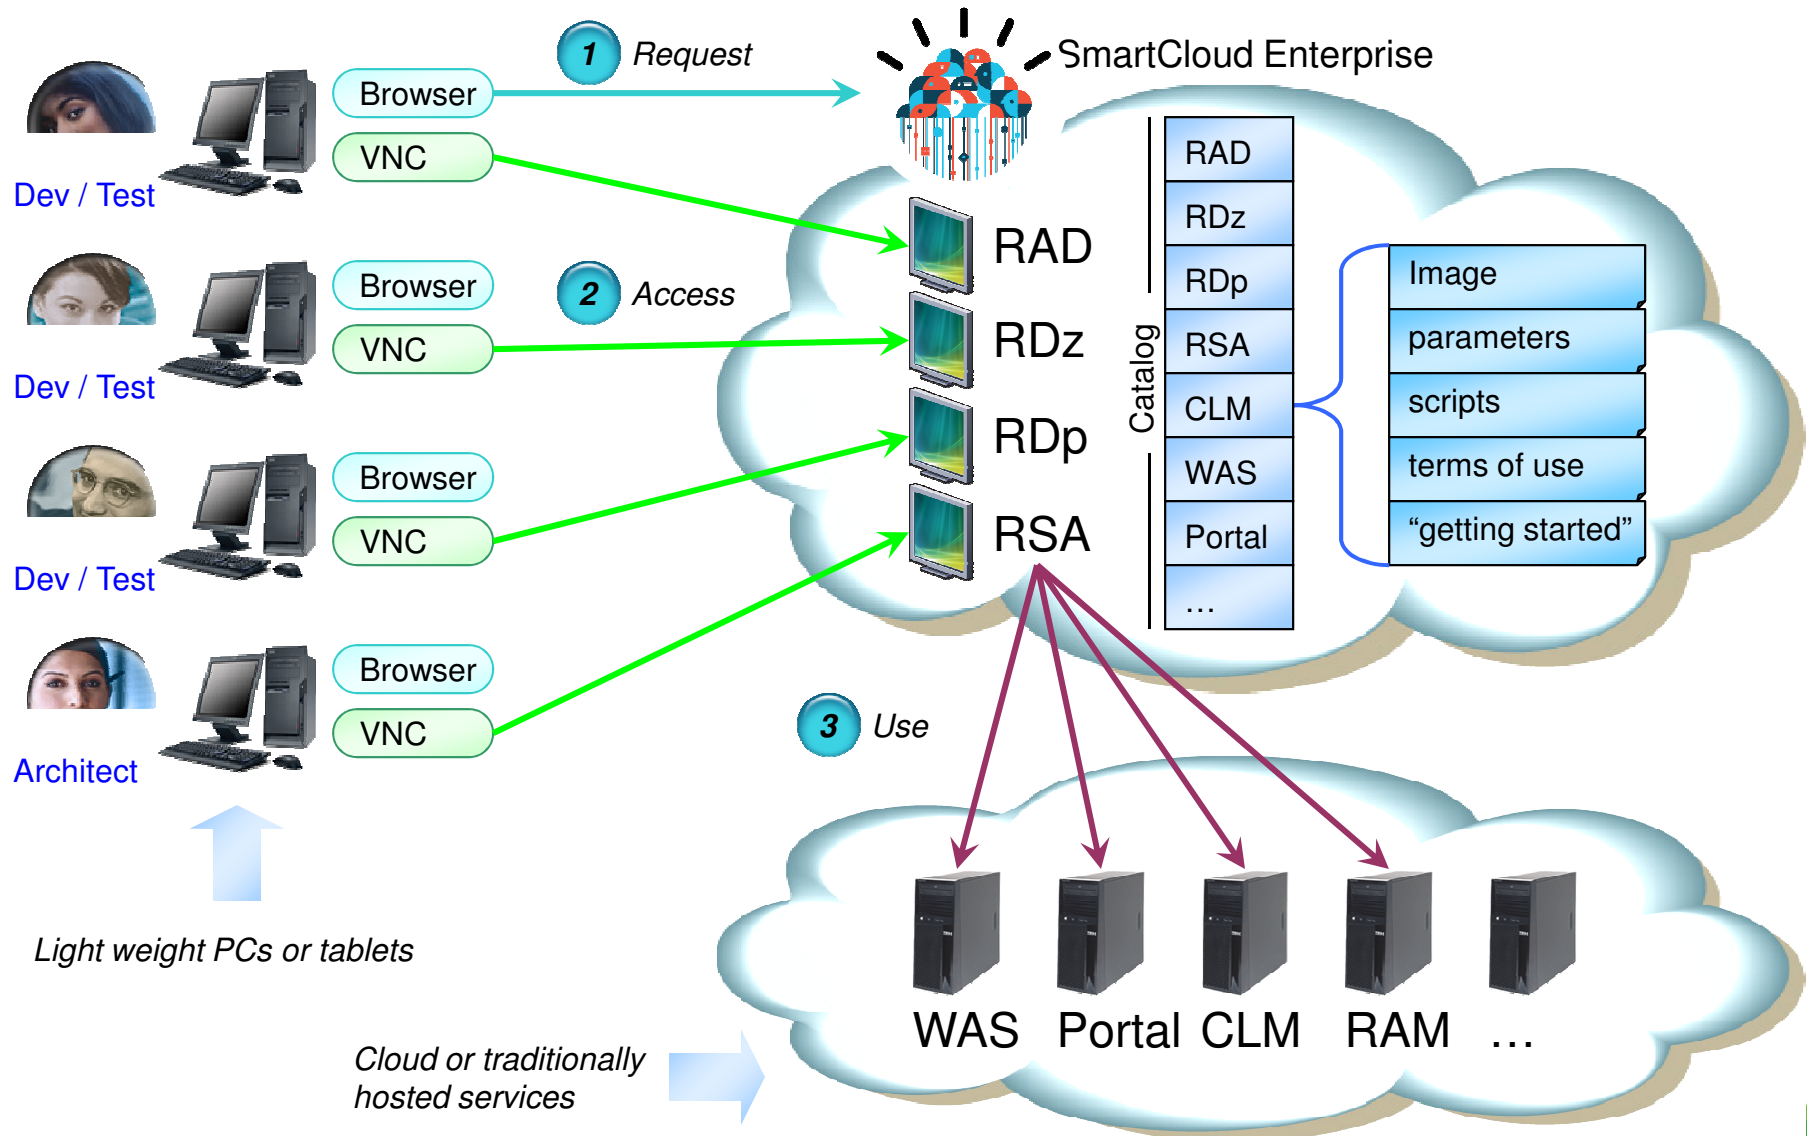 1 Request
SmartCloud Enterprise
Browser
VNC
Dev / Test
2 Access
Browser
VNC
Dev / Test
Browser
VNC
Dev / Test
Browser
VNC
Architect
RAD
RDz
RDp
RSA
Catalog
RAD
RDz
RDp
RSA
CLM
WAS
Portal
…
Image
parameters
scripts
terms of use
“getting started”
3 Use
Light weight PCs or tablets
WAS
Portal
CLM
RAM
…
Cloud or traditionally
hosted services